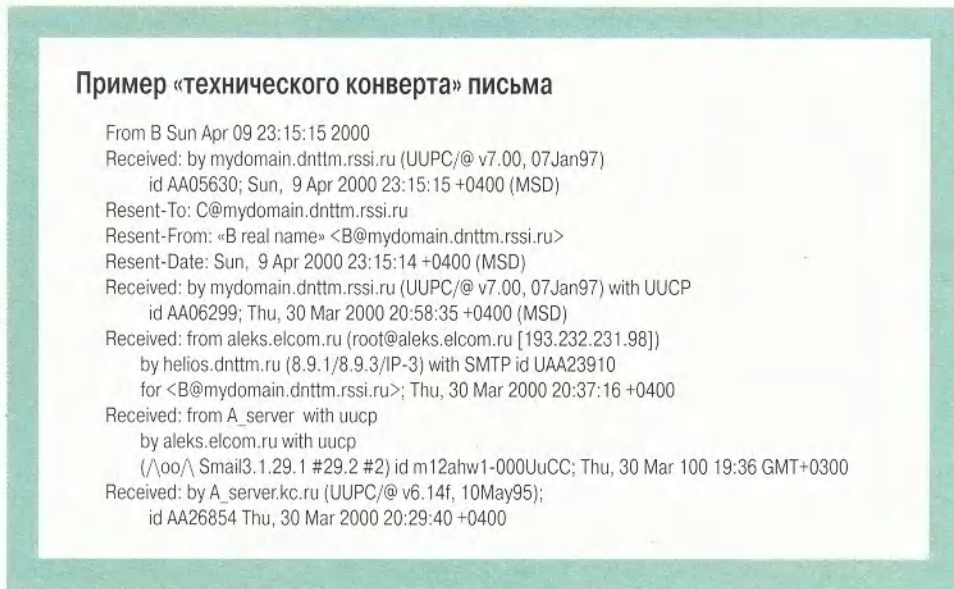 Пример «технического конверта» письма
From B Sun Apr 09 23:15:15 2000
Received: by mydomain.dnttm.rssi.ru (UUPC/@ v7.00, 07Jan97)
id AA05630; Sun, 9 Apr 2000 23:15:15 +0400 (MSD)
Resent-To: C@mydomain.dnttm.rssi.ru
Resent-From: «B real name» <B@mydomain.dnttm.rssi.ru>
Resent-Date: Sun, 9 Apr 2000 23:15:14 +0400 (MSD)
Received: by mydomain.dnttm.rssi.ru (UUPC/@ v7.00, 07Jan97) with UUCP
id AA06299; Thu, 30 Mar 2000 20:58:35 +0400 (MSD)
Received: from aleks.elcom.ru (root@aleks.elcom.ru [193.232.231.98])
by helios.dnttm.ru (8.9.1/8.9.3/IP-3) with SMTP id UAA23910
for <B@mydomain.dnttm.rssi.ru>; Thu, 30 Mar 2000 20:37:16 +0400
Received: from A_server with uucp
by aleks.elcom.ru with uucp
(/\oo/\ Smail3.1.29.1 #29.2 #2) id m12ahw1-000UuCC; Thu, 30 Mar 100 19:36 GMT+0300
Received: by A_server.kc.ru (UUPC/@ v6.14f, 10May95);
id AA26854 Thu, 30 Mar 2000 20:29:40 +0400